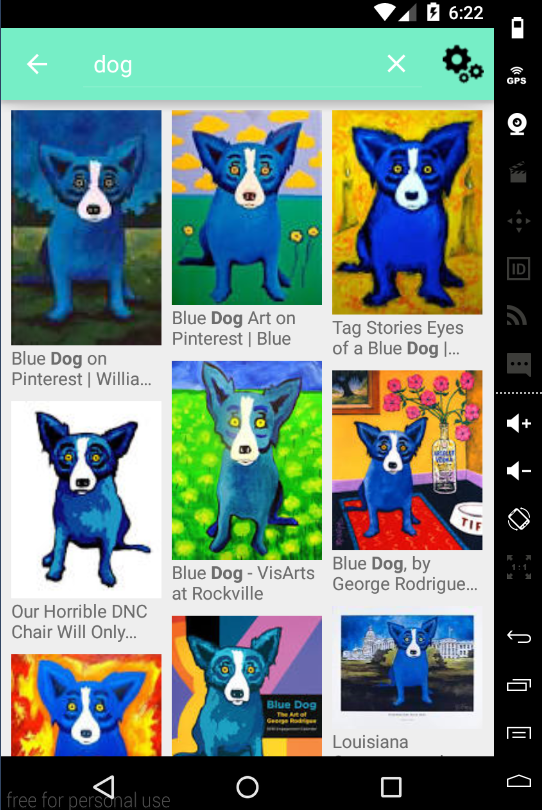 6:22
dog
GPS
ID
1:1
Blue Dog on
Pinterest | Willia...
Blue Dog Art on
Pinterest | Blue
Tag Stories Eyes
of a Blue Dog |...
Our Horrible DNC
Chair Will Only...
Blue Dog - VisArts
at Rockville
ABSOLUT
VODKA
TIF
Blue Dog, by
George Rodrigue...
Blue Dog
The Art of
George Rodrigue
Louisiana
free for personal use